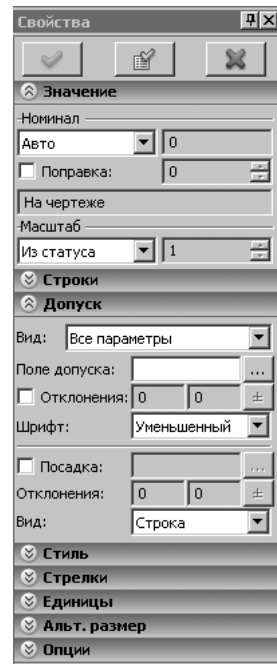 Свойства
Значение
Номинал
Авто 0
Поправка: 0
На чертеже
Масштаб
Из статуса 1
Строки
Допуск
Вид: Все параметры
Поле допуска: ...
Отклонения: 0 0 ±
Шрифт: Уменьшенный
Посадка: ...
Отклонения: 0 0 ±
Вид: Строка
Стиль
Стрелки
Единицы
Альт. размер
Опции